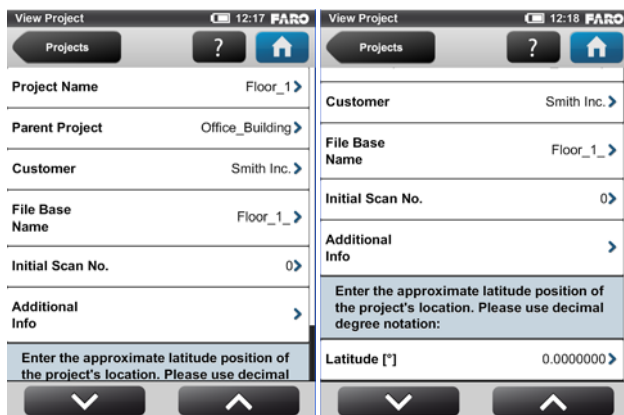 View Project 12:17 FARO
Projects ?
Project Name Floor_1
Parent Project Office_Building
Customer Smith Inc.
File Base
Name Floor_1_
Initial Scan No. 0
Additional
Info
Enter the approximate latitude position of
the project's location. Please use decimal
View Project 12:18 FARO
Projects ?
Customer Smith Inc.
File Base
Name Floor_1_
Initial Scan No. 0
Additional
Info
Enter the approximate latitude position of
the project's location. Please use decimal
degree notation:
Latitude [°] 0.0000000